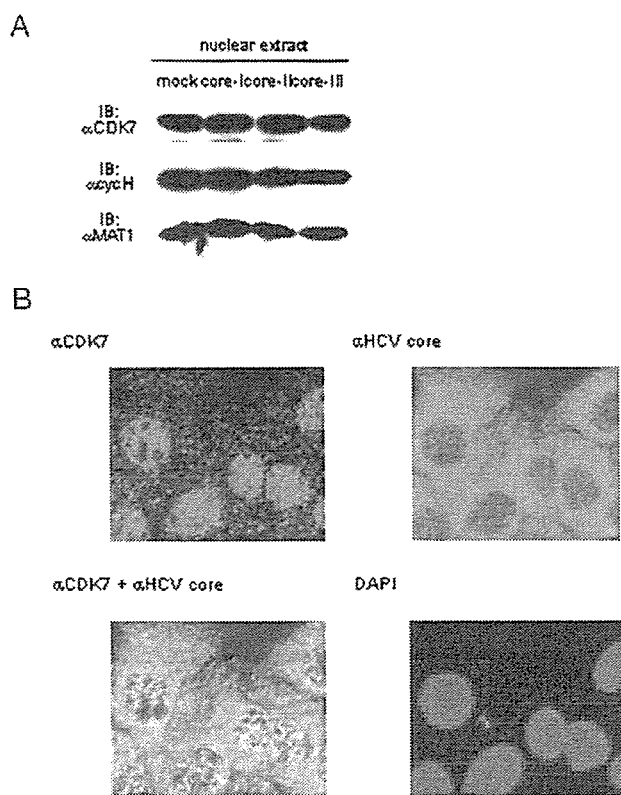 A
nuclear extract
mock core-I core-II core-III
IB:
αCDK7
IB:
αcycH
IB:
αMAT1
B
αCDK7
αHCV core
αCDK7 + αHCV core
DAPI